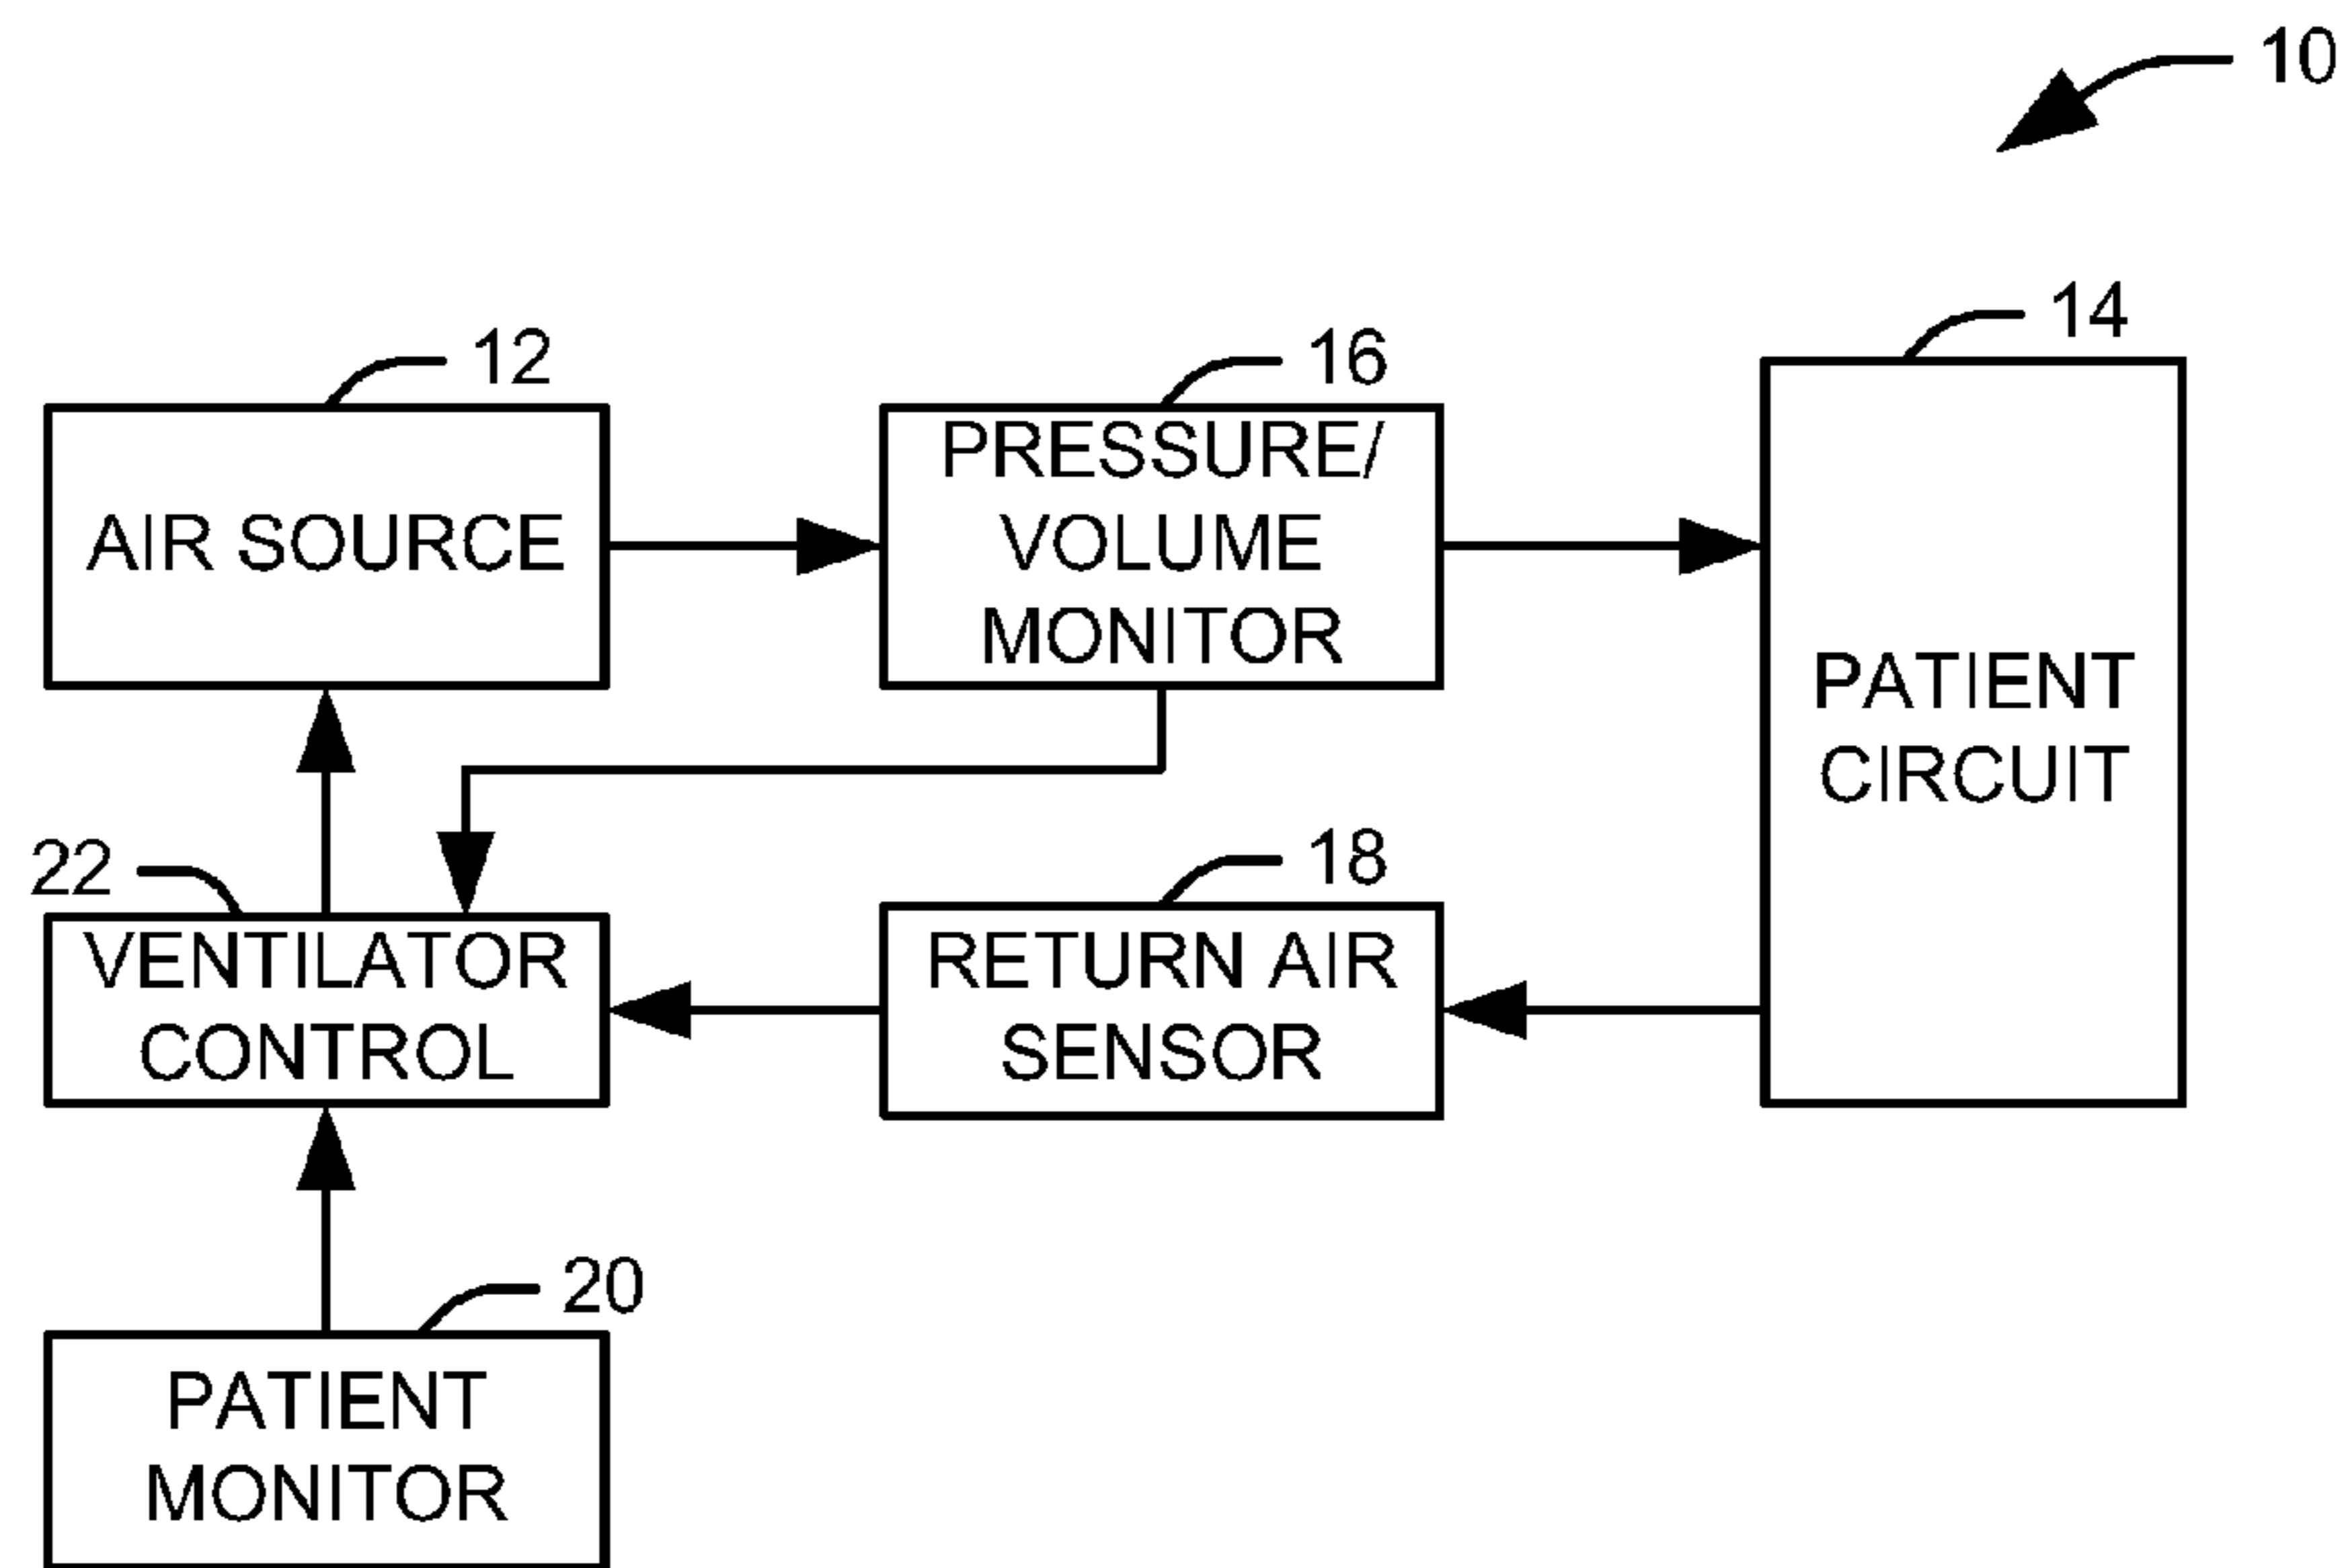 10
14
12
16
AIR SOURCE
PRESSURE/
VOLUME
MONITOR
PATIENT
CIRCUIT
22
18
VENTILATOR
CONTROL
RETURN AIR
SENSOR
20
PATIENT
MONITOR